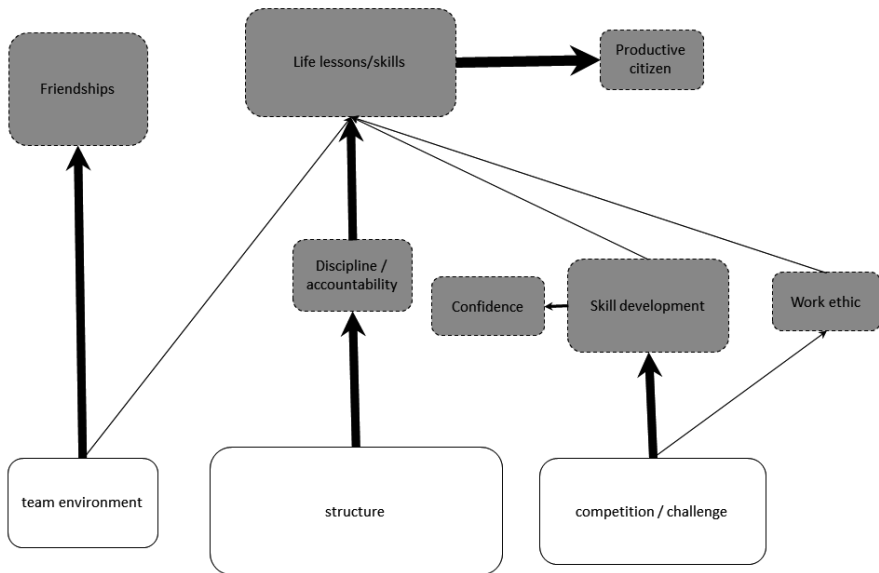 Life lessons/skills
Productive
citizen
Friendships
Discipline /
accountability
Confidence
Skill development
Work ethic
team environment
structure
competition / challenge